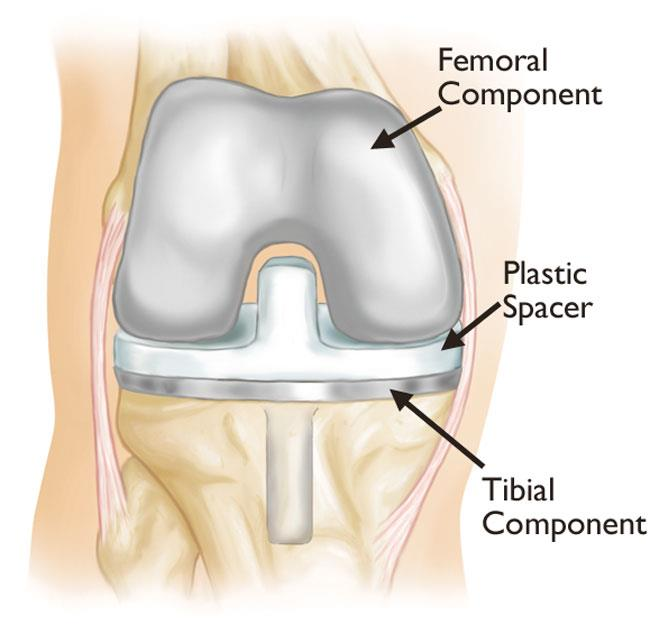 Femoral
Component
Plastic
Spacer
Tibial
Component